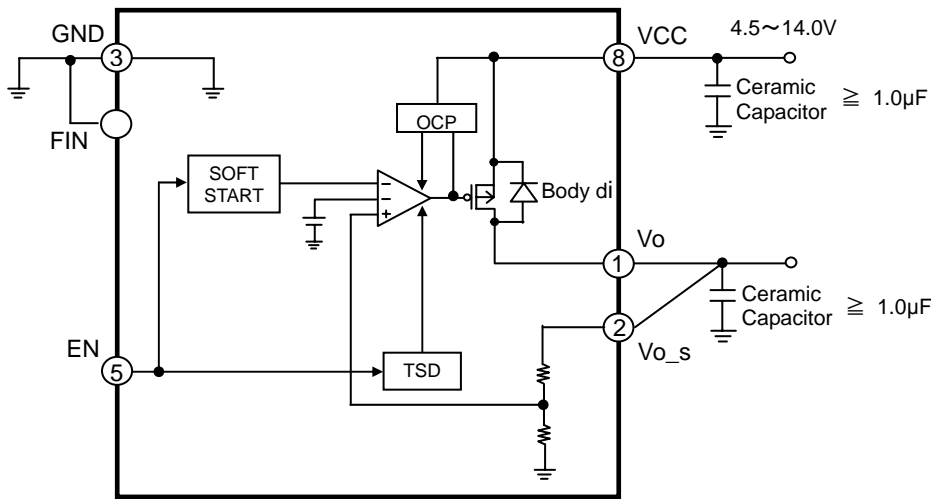 GND
3
FIN
VCC
8
4.5～14.0V
Ceramic
Capacitor ≧ 1.0µF
OCP
SOFT
START
−
−
+
Body di
Vo
1
Ceramic
Capacitor ≧ 1.0µF
2
Vo_s
EN
5
TSD